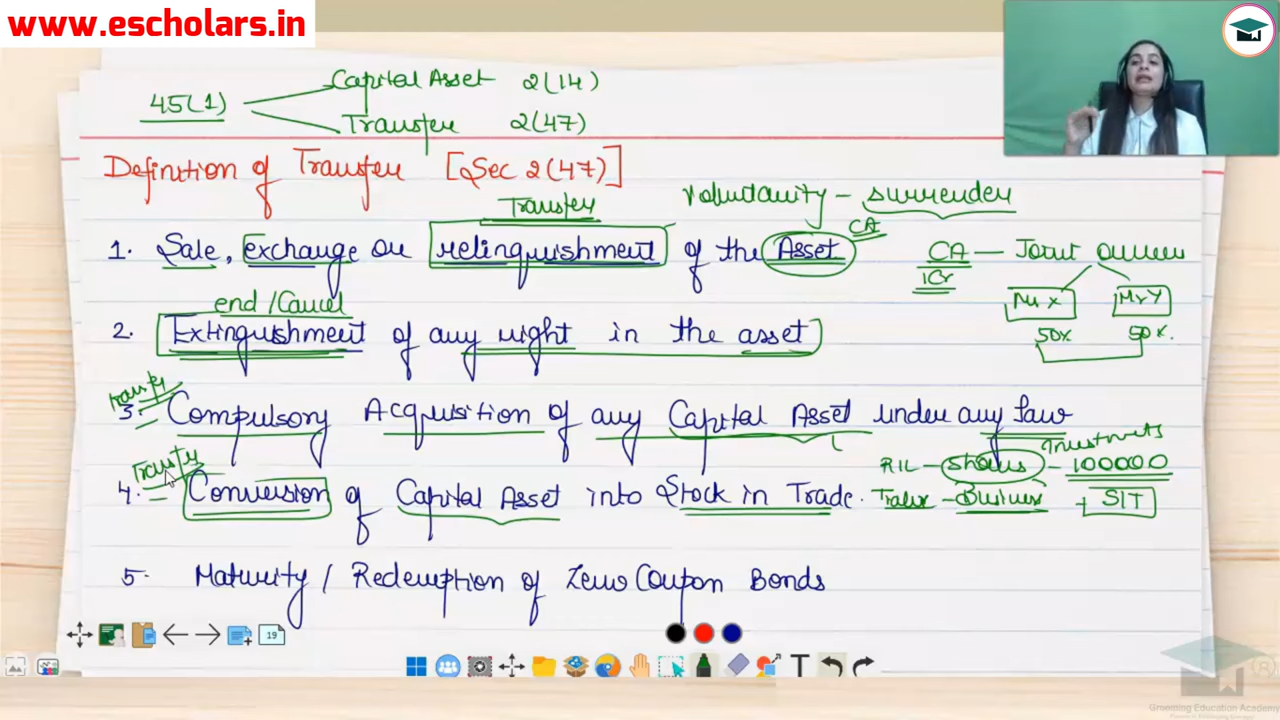 www.escholars.in
45(1) Capital Asset 2(14)
Transfer 2(47)
Definition of Transfer [Sec 2(47)]
Transfer
Voluntarity - surrender
1. Sale, exchange or relinquishment of the Asset CA
CA - Joint owners
1Cr
Mr X Mr Y
50% 50%.
end / Cancel
2. Extinguishment of any right in the asset
Transfer
3. Compulsory Acquisition of any Capital Asset under any law
Transfer
RIL - shares - 100000
Investments
4. Conversion of Capital Asset into Stock in Trade.
Business SIT
5. Maturity / Redemption of Zero Coupon Bonds
19
T
Grooming Education Academy